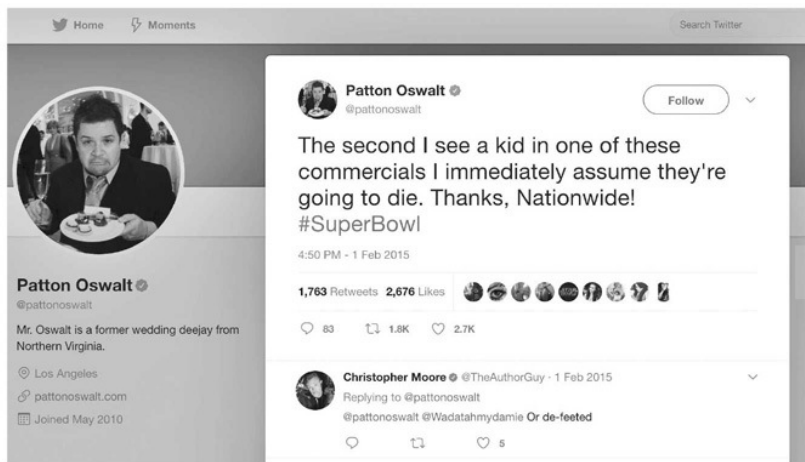 Home Moments Search Twitter
Patton Oswalt
@pattonoswalt
Follow
The second I see a kid in one of these
commercials I immediately assume they're
going to die. Thanks, Nationwide!
#SuperBowl
4:50 PM - 1 Feb 2015
1,763 Retweets 2,676 Likes
83 1.8K 2.7K
Patton Oswalt
@pattonoswalt
Mr. Oswalt is a former wedding deejay from
Northern Virginia.
Los Angeles
pattonoswalt.com
Joined May 2010
Christopher Moore @TheAuthorGuy · 1 Feb 2015
Replying to @pattonoswalt
@pattonoswalt @Wadatahmydamie Or de-feeted
5